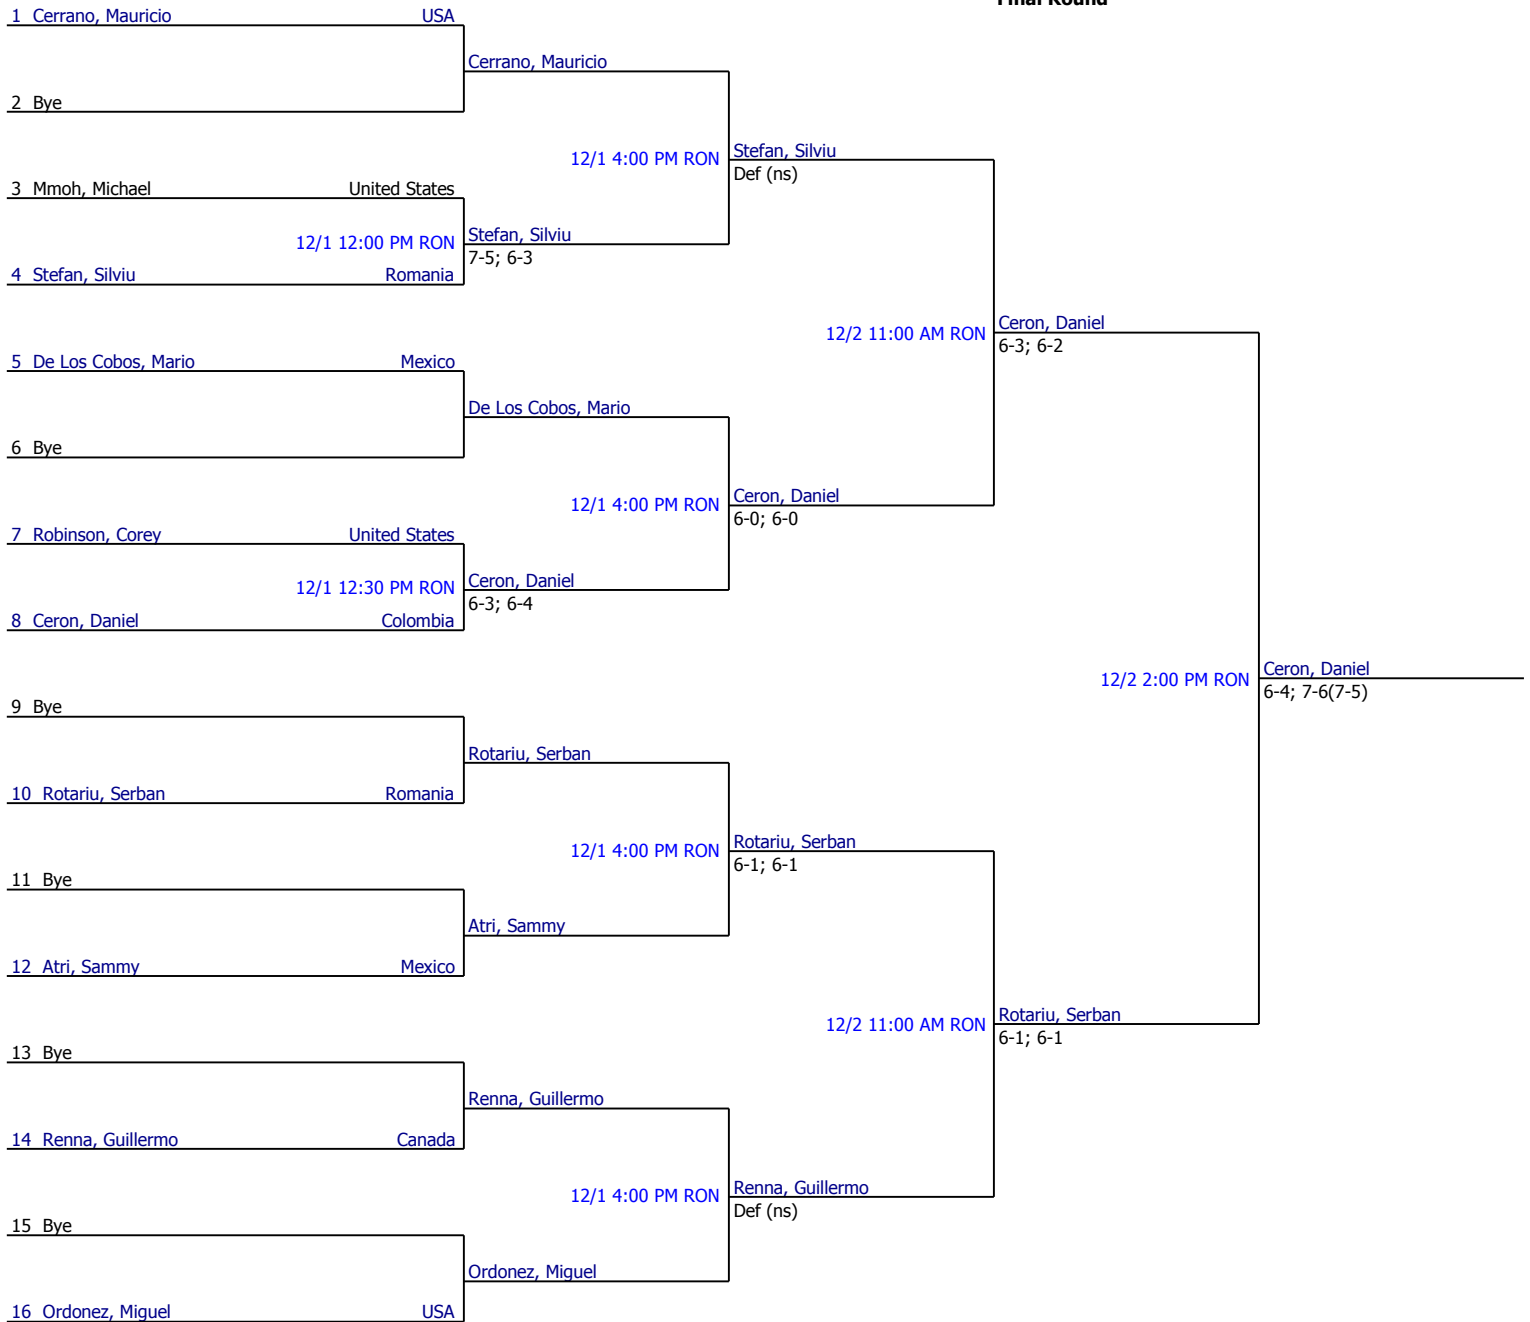 Final Round
1 Cerrano, Mauricio USA
Cerrano, Mauricio
2 Bye
12/1 4:00 PM RON Stefan, Silviu
Def (ns)
3 Mmoh, Michael United States
12/1 12:00 PM RON Stefan, Silviu
7-5; 6-3
4 Stefan, Silviu Romania
12/2 11:00 AM RON Ceron, Daniel
6-3; 6-2
5 De Los Cobos, Mario Mexico
De Los Cobos, Mario
6 Bye
12/1 4:00 PM RON Ceron, Daniel
6-0; 6-0
7 Robinson, Corey United States
12/1 12:30 PM RON Ceron, Daniel
6-3; 6-4
8 Ceron, Daniel Colombia
12/2 2:00 PM RON Ceron, Daniel
6-4; 7-6(7-5)
9 Bye
Rotariu, Serban
10 Rotariu, Serban Romania
12/1 4:00 PM RON Rotariu, Serban
6-1; 6-1
11 Bye
Atri, Sammy
12 Atri, Sammy Mexico
12/2 11:00 AM RON Rotariu, Serban
6-1; 6-1
13 Bye
Renna, Guillermo
14 Renna, Guillermo Canada
12/1 4:00 PM RON Renna, Guillermo
Def (ns)
15 Bye
Ordonez, Miguel
16 Ordonez, Miguel USA